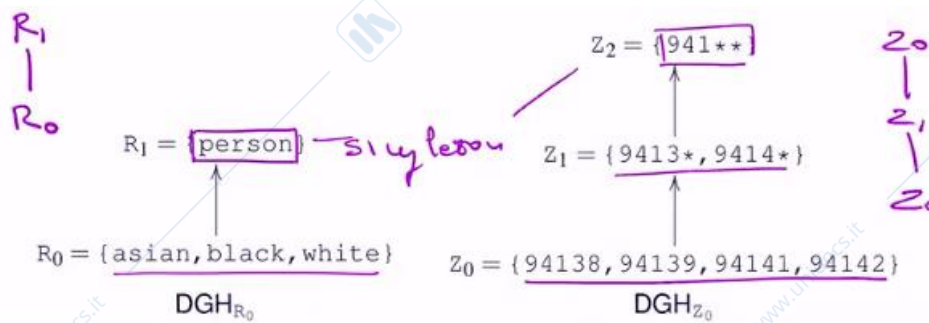 R1
R0
Z2 = {941**}
R1 = {person}
singleton
Z1 = {9413*, 9414*}
R0 = {asian, black, white}
Z0 = {94138, 94139, 94141, 94142}
DGHR0
DGHZ0
Z0
Z1
Z0